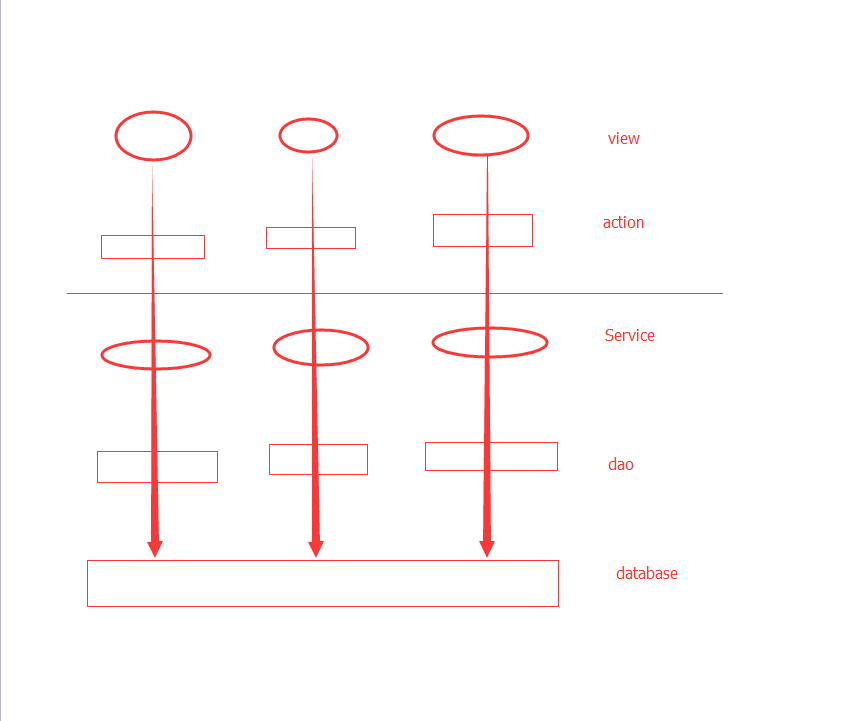 view
action
Service
dao
database